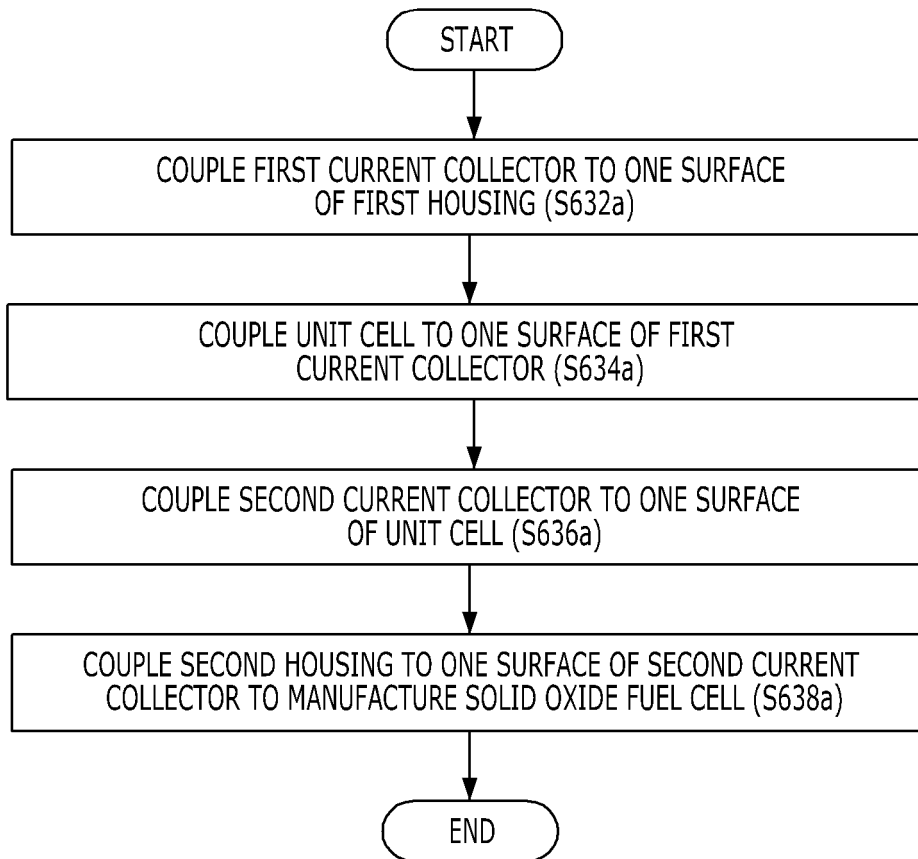 START
COUPLE FIRST CURRENT COLLECTOR TO ONE SURFACE
OF FIRST HOUSING (S632a)
COUPLE UNIT CELL TO ONE SURFACE OF FIRST
CURRENT COLLECTOR (S634a)
COUPLE SECOND CURRENT COLLECTOR TO ONE SURFACE
OF UNIT CELL (S636a)
COUPLE SECOND HOUSING TO ONE SURFACE OF SECOND CURRENT
COLLECTOR TO MANUFACTURE SOLID OXIDE FUEL CELL (S638a)
END